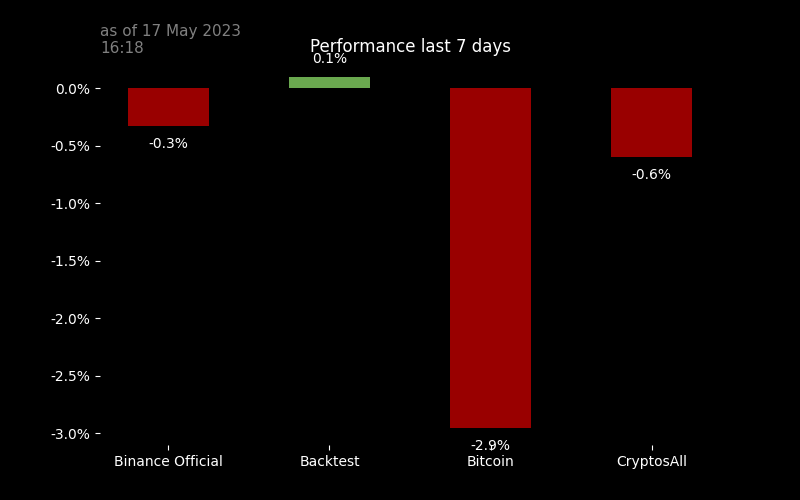 as of 17 May 2023
16:18
Performance last 7 days
0.1%
0.0%
-0.3%
-0.5%
-0.6%
-1.0%
-1.5%
-2.0%
-2.5%
-3.0%
-2.9%
Binance Official
Backtest
Bitcoin
CryptosAll